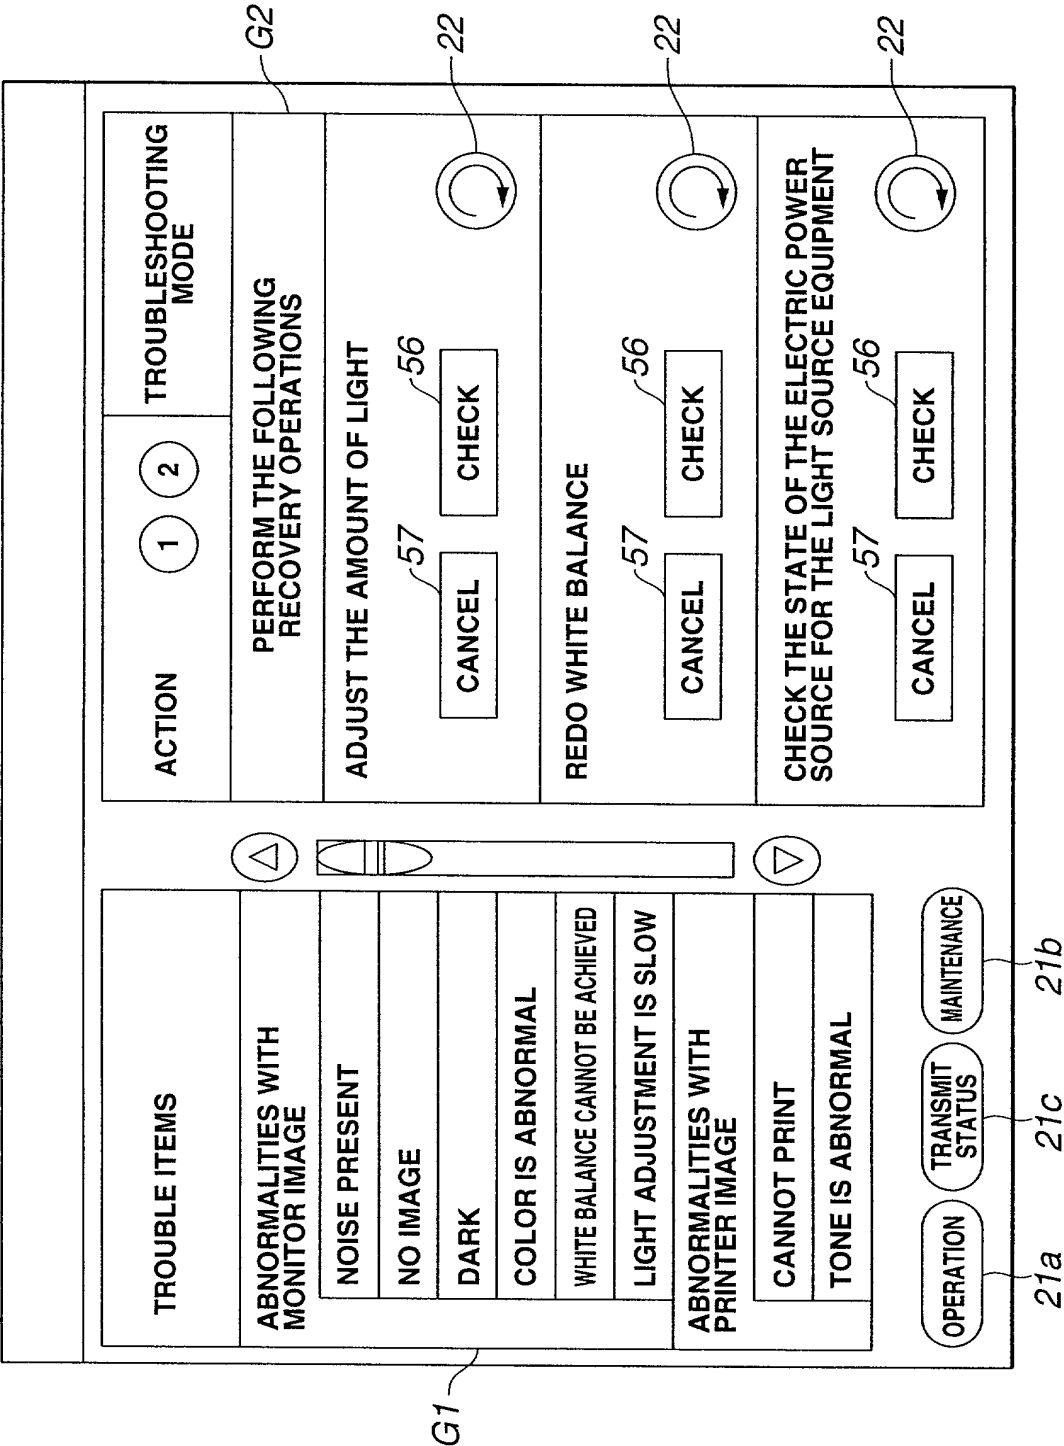 TROUBLE ITEMS
ABNORMALITIES WITH
MONITOR IMAGE
NOISE PRESENT
NO IMAGE
DARK
COLOR IS ABNORMAL
WHITE BALANCE CANNOT BE ACHIEVED
LIGHT ADJUSTMENT IS SLOW
ABNORMALITIES WITH
PRINTER IMAGE
CANNOT PRINT
TONE IS ABNORMAL
G1
ACTION 1 2
TROUBLESHOOTING
MODE
G2
PERFORM THE FOLLOWING
RECOVERY OPERATIONS
ADJUST THE AMOUNT OF LIGHT
57 56 22
CANCEL CHECK
REDO WHITE BALANCE
57 56 22
CANCEL CHECK
CHECK THE STATE OF THE ELECTRIC POWER
SOURCE FOR THE LIGHT SOURCE EQUIPMENT
57 56 22
CANCEL CHECK
OPERATION
TRANSMIT
STATUS
MAINTENANCE
21a 21c 21b